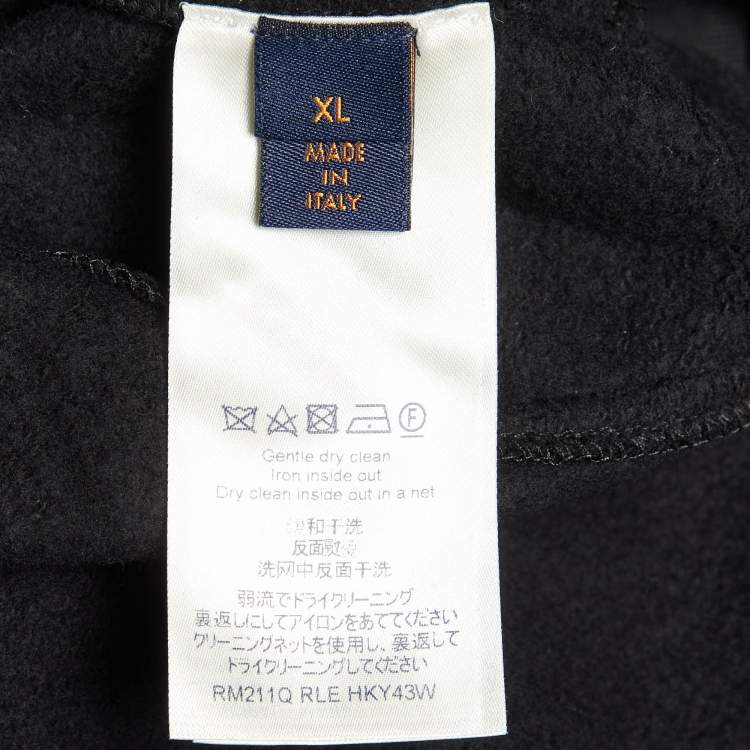 XL
MADE
IN
ITALY
F
Gentle dry clean
Iron inside out
Dry clean inside out in a net
缓和干洗
反面熨烫
洗网中反面干洗
弱流でドライクリーニング
裏返しにしてアイロンをあててください
クリーニングネットを使用し、裏返して
ドライクリーニングしてください
RM211Q RLE HKY43W